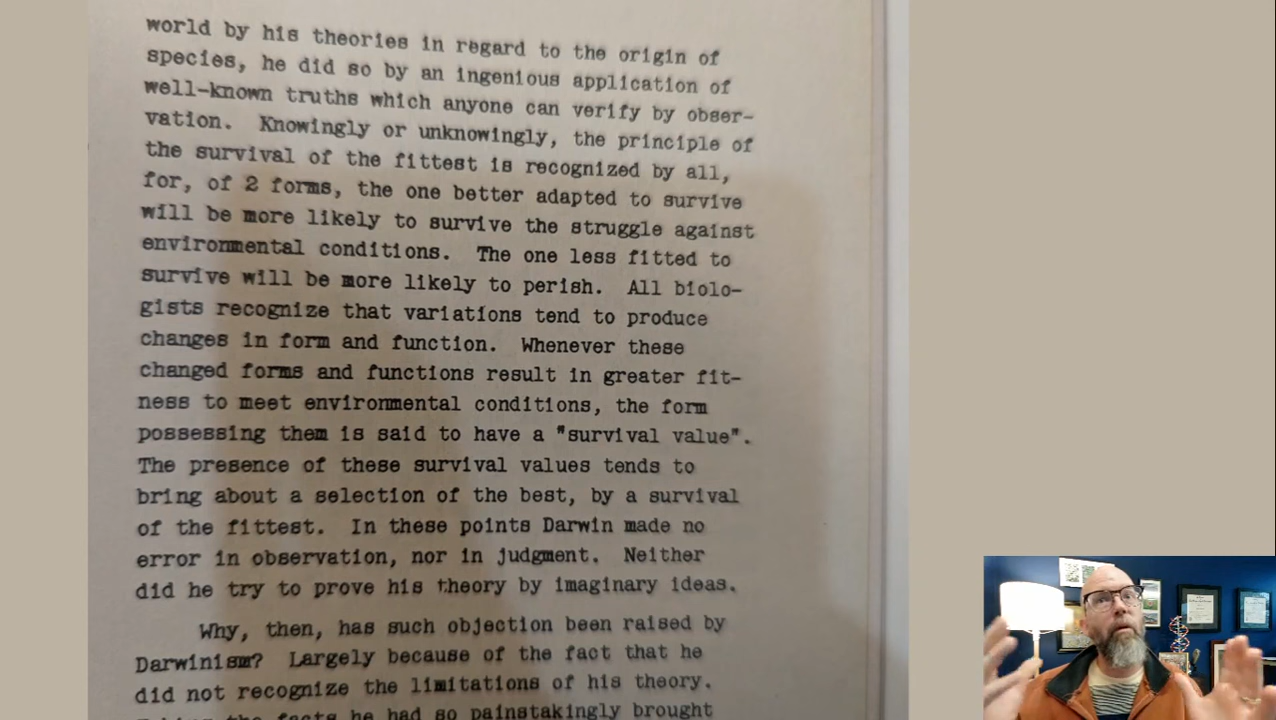 world by his theories in regard to the origin of
species, he did so by an ingenious application of
well-known truths which anyone can verify by obser-
vation. Knowingly or unknowingly, the principle of
the survival of the fittest is recognized by all,
for, of 2 forms, the one better adapted to survive
will be more likely to survive the struggle against
environmental conditions. The one less fitted to
survive will be more likely to perish. All biolo-
gists recognize that variations tend to produce
changes in form and function. Whenever these
changed forms and functions result in greater fit-
ness to meet environmental conditions, the form
possessing them is said to have a "survival value".
The presence of these survival values tends to
bring about a selection of the best, by a survival
of the fittest. In these points Darwin made no
error in observation, nor in judgment. Neither
did he try to prove his theory by imaginary ideas.
Why, then, has such objection been raised by
Darwinism? Largely because of the fact that he
did not recognize the limitations of his theory.
the facts he had so painstakingly brought